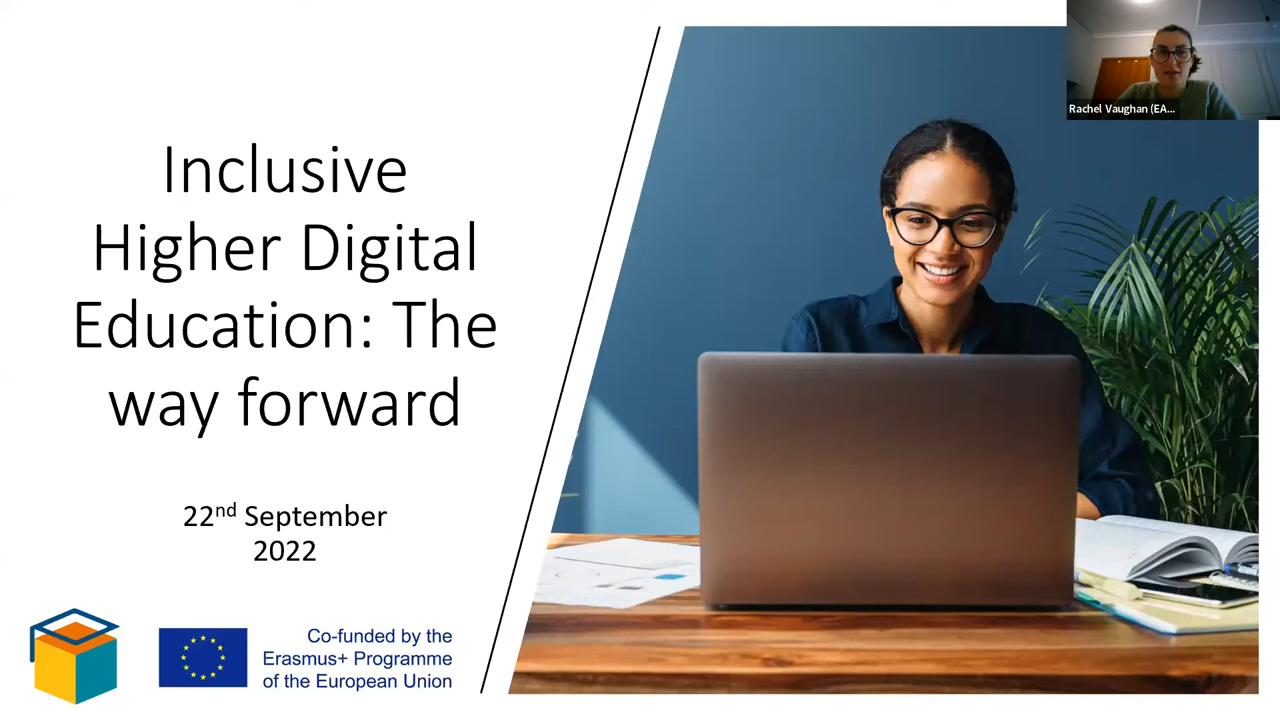 Inclusive
Higher Digital
Education: The
way forward
22nd September
2022
Co-funded by the
Erasmus+ Programme
of the European Union
Rachel Vaughan (EA...